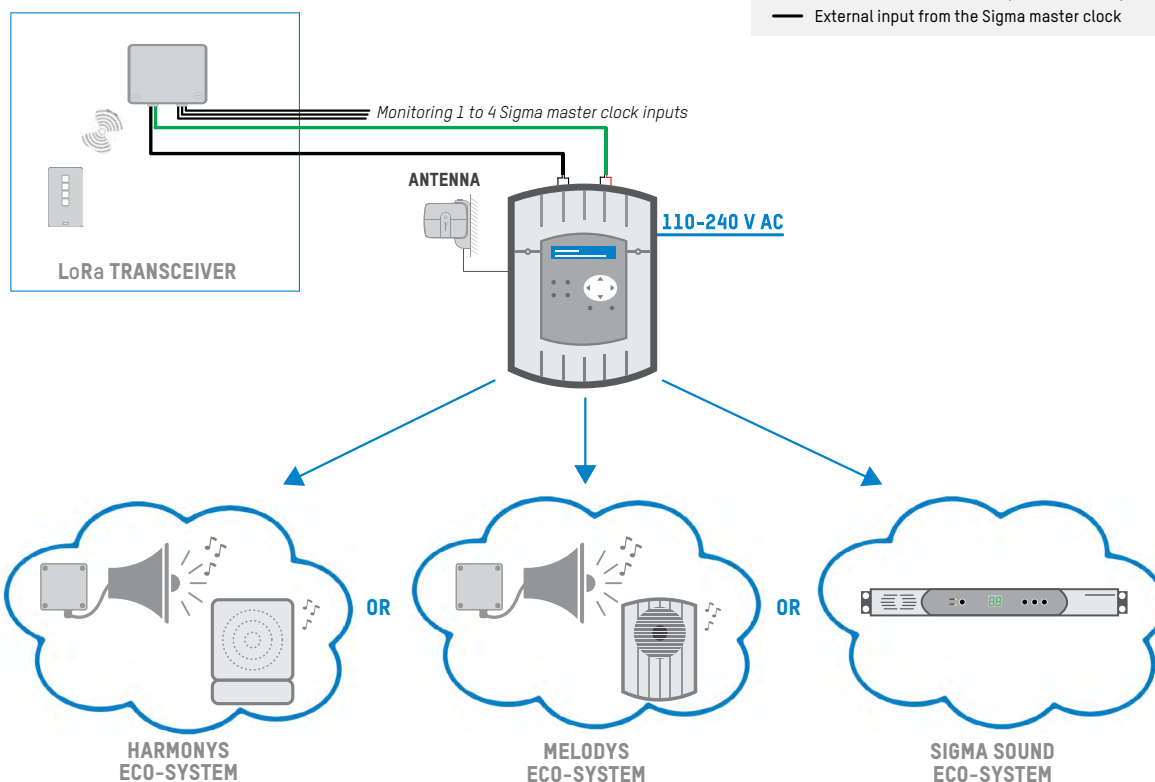 External input from the Sigma master clock
Monitoring 1 to 4 Sigma master clock inputs
ANTENNA
110-240 V AC
LoRa TRANSCEIVER
OR
OR
HARMONYS
ECO-SYSTEM
MELODYS
ECO-SYSTEM
SIGMA SOUND
ECO-SYSTEM